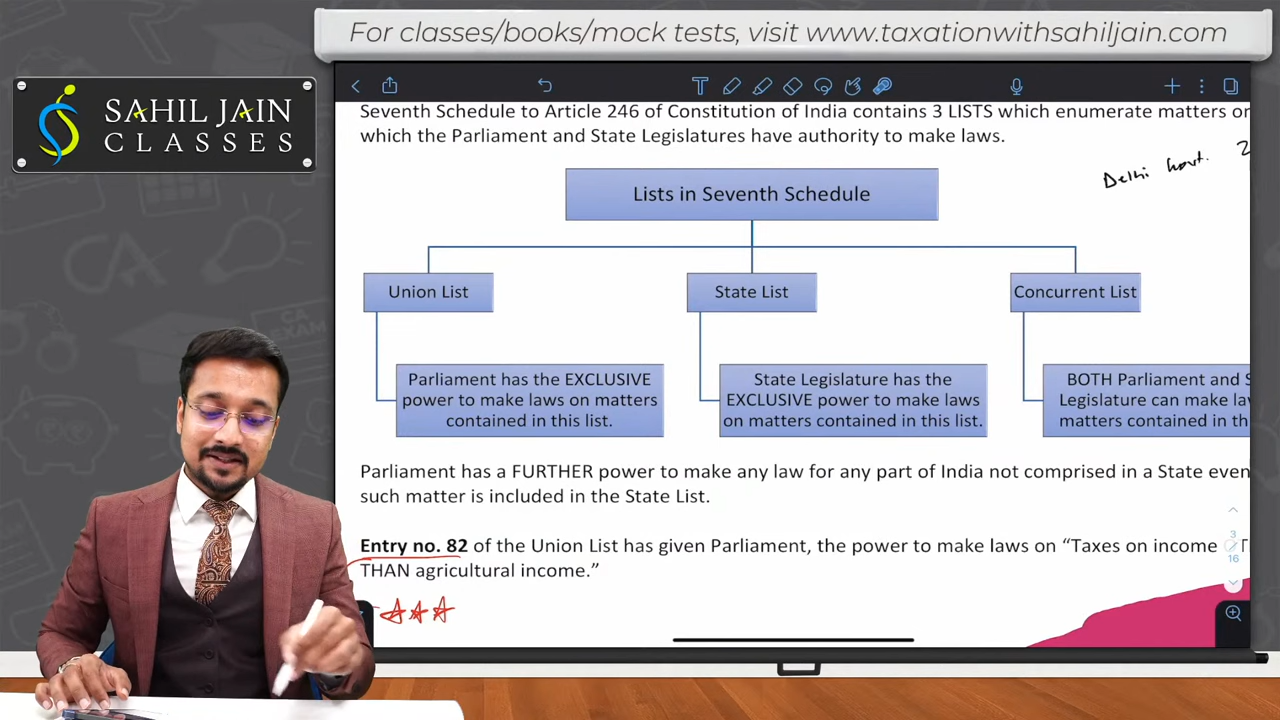 For classes/books/mock tests, visit www.taxationwithsahiljain.com
SAHIL JAIN
CLASSES
Seventh Schedule to Article 246 of Constitution of India contains 3 LISTS which enumerate matters
which the Parliament and State Legislatures have authority to make laws.
Delhi Govt. 2
Lists in Seventh Schedule
Union List
State List
Concurrent List
Parliament has the EXCLUSIVE
power to make laws on matters
contained in this list.
State Legislature has the
EXCLUSIVE power to make laws
on matters contained in this list.
BOTH Parliament and
Legislature can make
matters contained in
Parliament has a FURTHER power to make any law for any part of India not comprised in a State even
such matter is included in the State List.
Entry no. 82 of the Union List has given Parliament, the power to make laws on “Taxes on income
THAN agricultural income.”
3
16